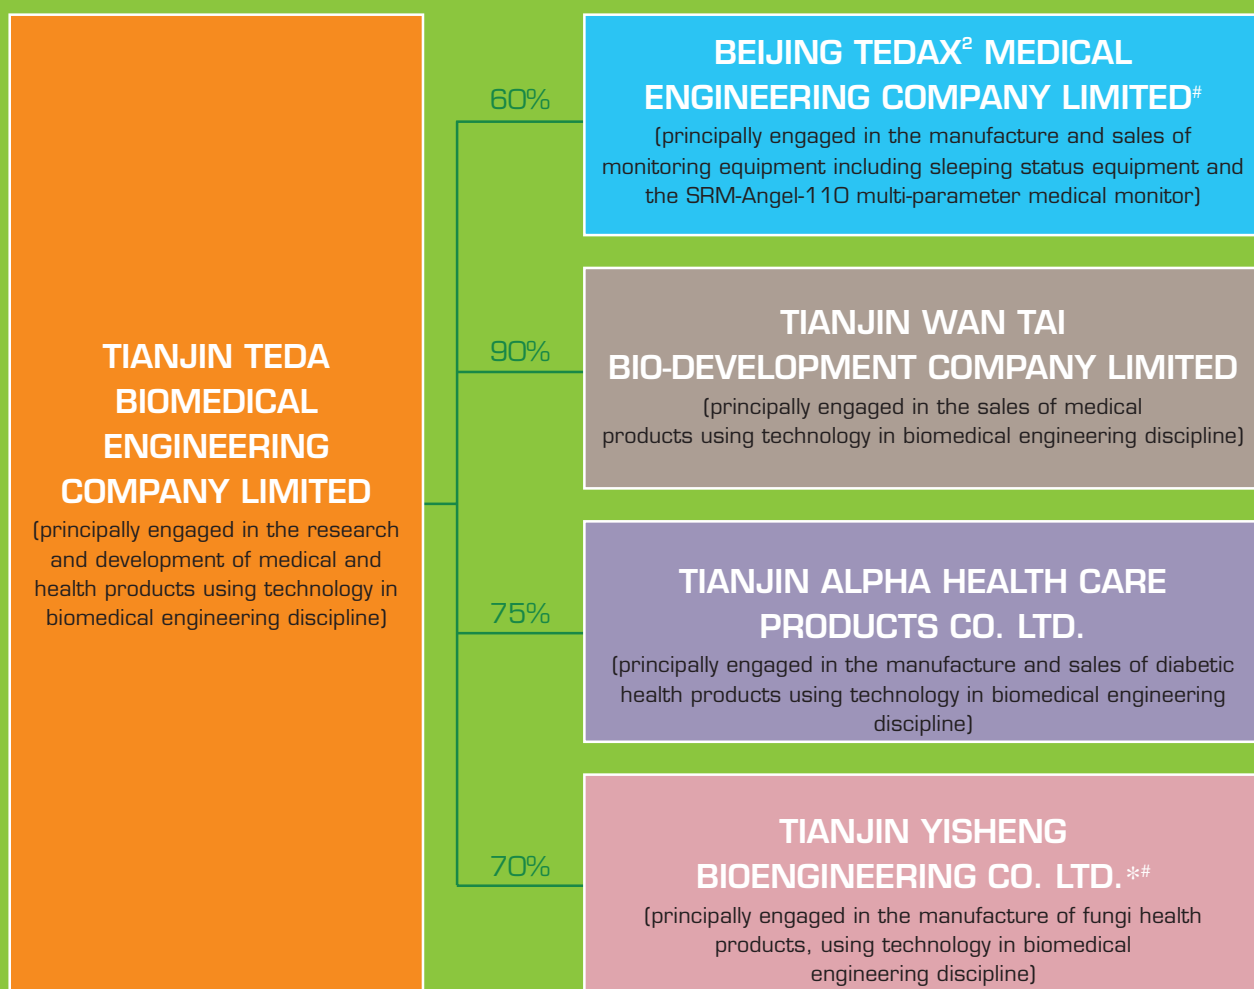 TIANJIN TEDA
BIOMEDICAL
ENGINEERING
COMPANY LIMITED
(principally engaged in the research
and development of medical and
health products using technology in
biomedical engineering discipline)
60%
BEIJING TEDAX² MEDICAL
ENGINEERING COMPANY LIMITED#
(principally engaged in the manufacture and sales of
monitoring equipment including sleeping status equipment and
the SRM-Angel-110 multi-parameter medical monitor)
90%
TIANJIN WAN TAI
BIO-DEVELOPMENT COMPANY LIMITED
(principally engaged in the sales of medical
products using technology in biomedical engineering discipline)
75%
TIANJIN ALPHA HEALTH CARE
PRODUCTS CO. LTD.
(principally engaged in the manufacture and sales of diabetic
health products using technology in biomedical engineering
discipline)
70%
TIANJIN YISHENG
BIOENGINEERING CO. LTD.*#
(principally engaged in the manufacture of fungi health
products, using technology in biomedical
engineering discipline)